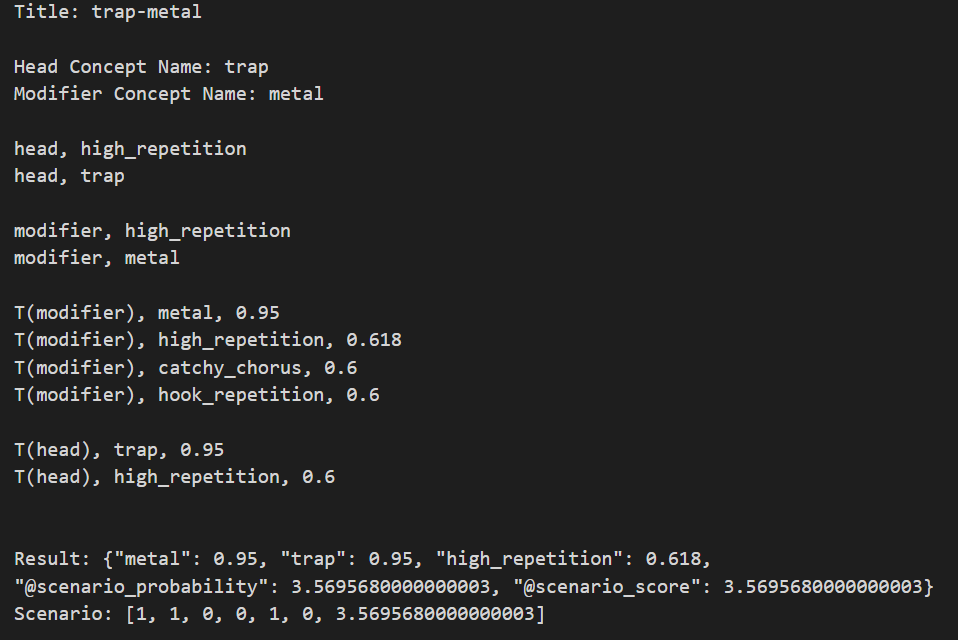 Title: trap-metal
Head Concept Name: trap
Modifier Concept Name: metal
head, high_repetition
head, trap
modifier, high_repetition
modifier, metal
T(modifier), metal, 0.95
T(modifier), high_repetition, 0.618
T(modifier), catchy_chorus, 0.6
T(modifier), hook_repetition, 0.6
T(head), trap, 0.95
T(head), high_repetition, 0.6
Result: {"metal": 0.95, "trap": 0.95, "high_repetition": 0.618,
"@scenario_probability": 3.5695680000000003, "@scenario_score": 3.5695680000000003}
Scenario: [1, 1, 0, 0, 1, 0, 3.5695680000000003]